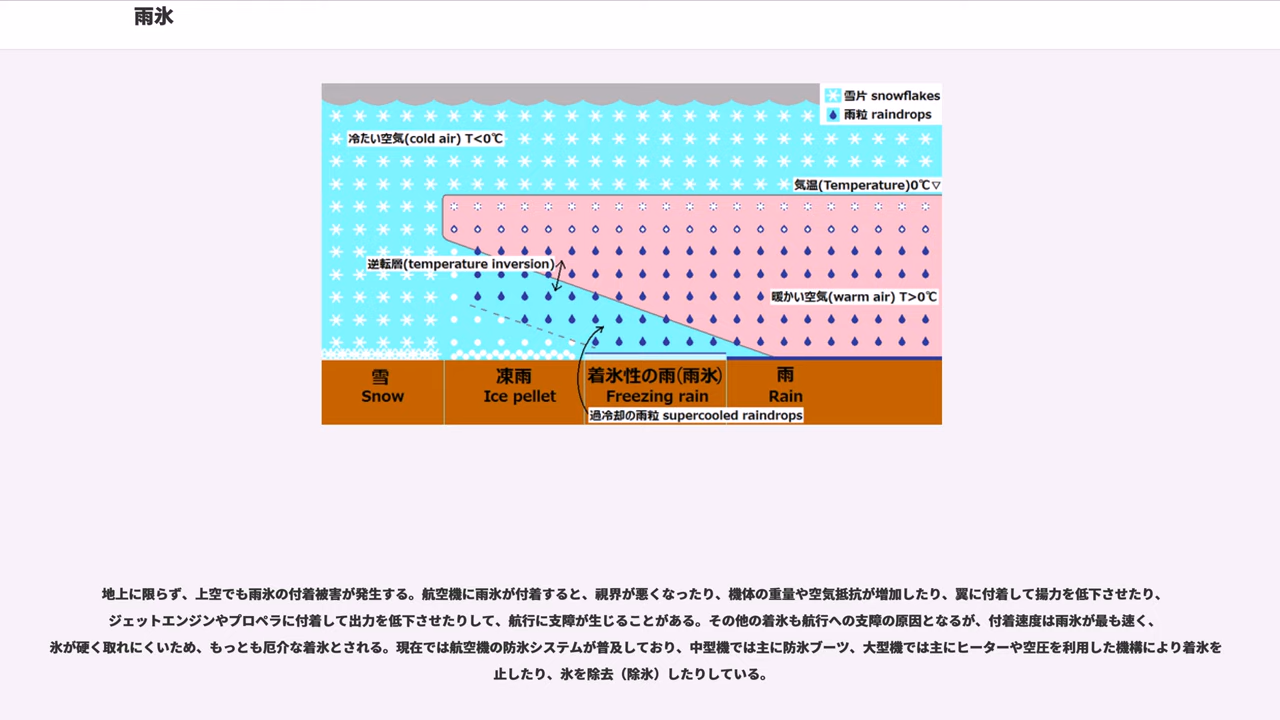 雨氷
雪片 snowflakes
雨粒 raindrops
冷たい空気(cold air) T<0℃
気温(Temperature)0℃▽
逆転層(temperature inversion)
暖かい空気(warm air) T>0℃
雪
Snow
凍雨
Ice pellet
着氷性の雨(雨氷)
Freezing rain
雨
Rain
過冷却の雨粒 supercooled raindrops
地上に限らず、上空でも雨氷の付着被害が発生する。航空機に雨氷が付着すると、視界が悪くなったり、機体の重量や空気抵抗が増加したり、翼に付着して揚力を低下させたり、
ジェットエンジンやプロペラに付着して出力を低下させたりして、航行に支障が生じることがある。その他の着氷も航行への支障の原因となるが、付着速度は雨氷が最も速く、
氷が硬く取れにくいため、もっとも厄介な着氷とされる。現在では航空機の防氷システムが普及しており、中型機では主に防氷ブーツ、大型機では主にヒーターや空圧を利用した機構により着氷を
止したり、氷を除去（除氷）したりしている。